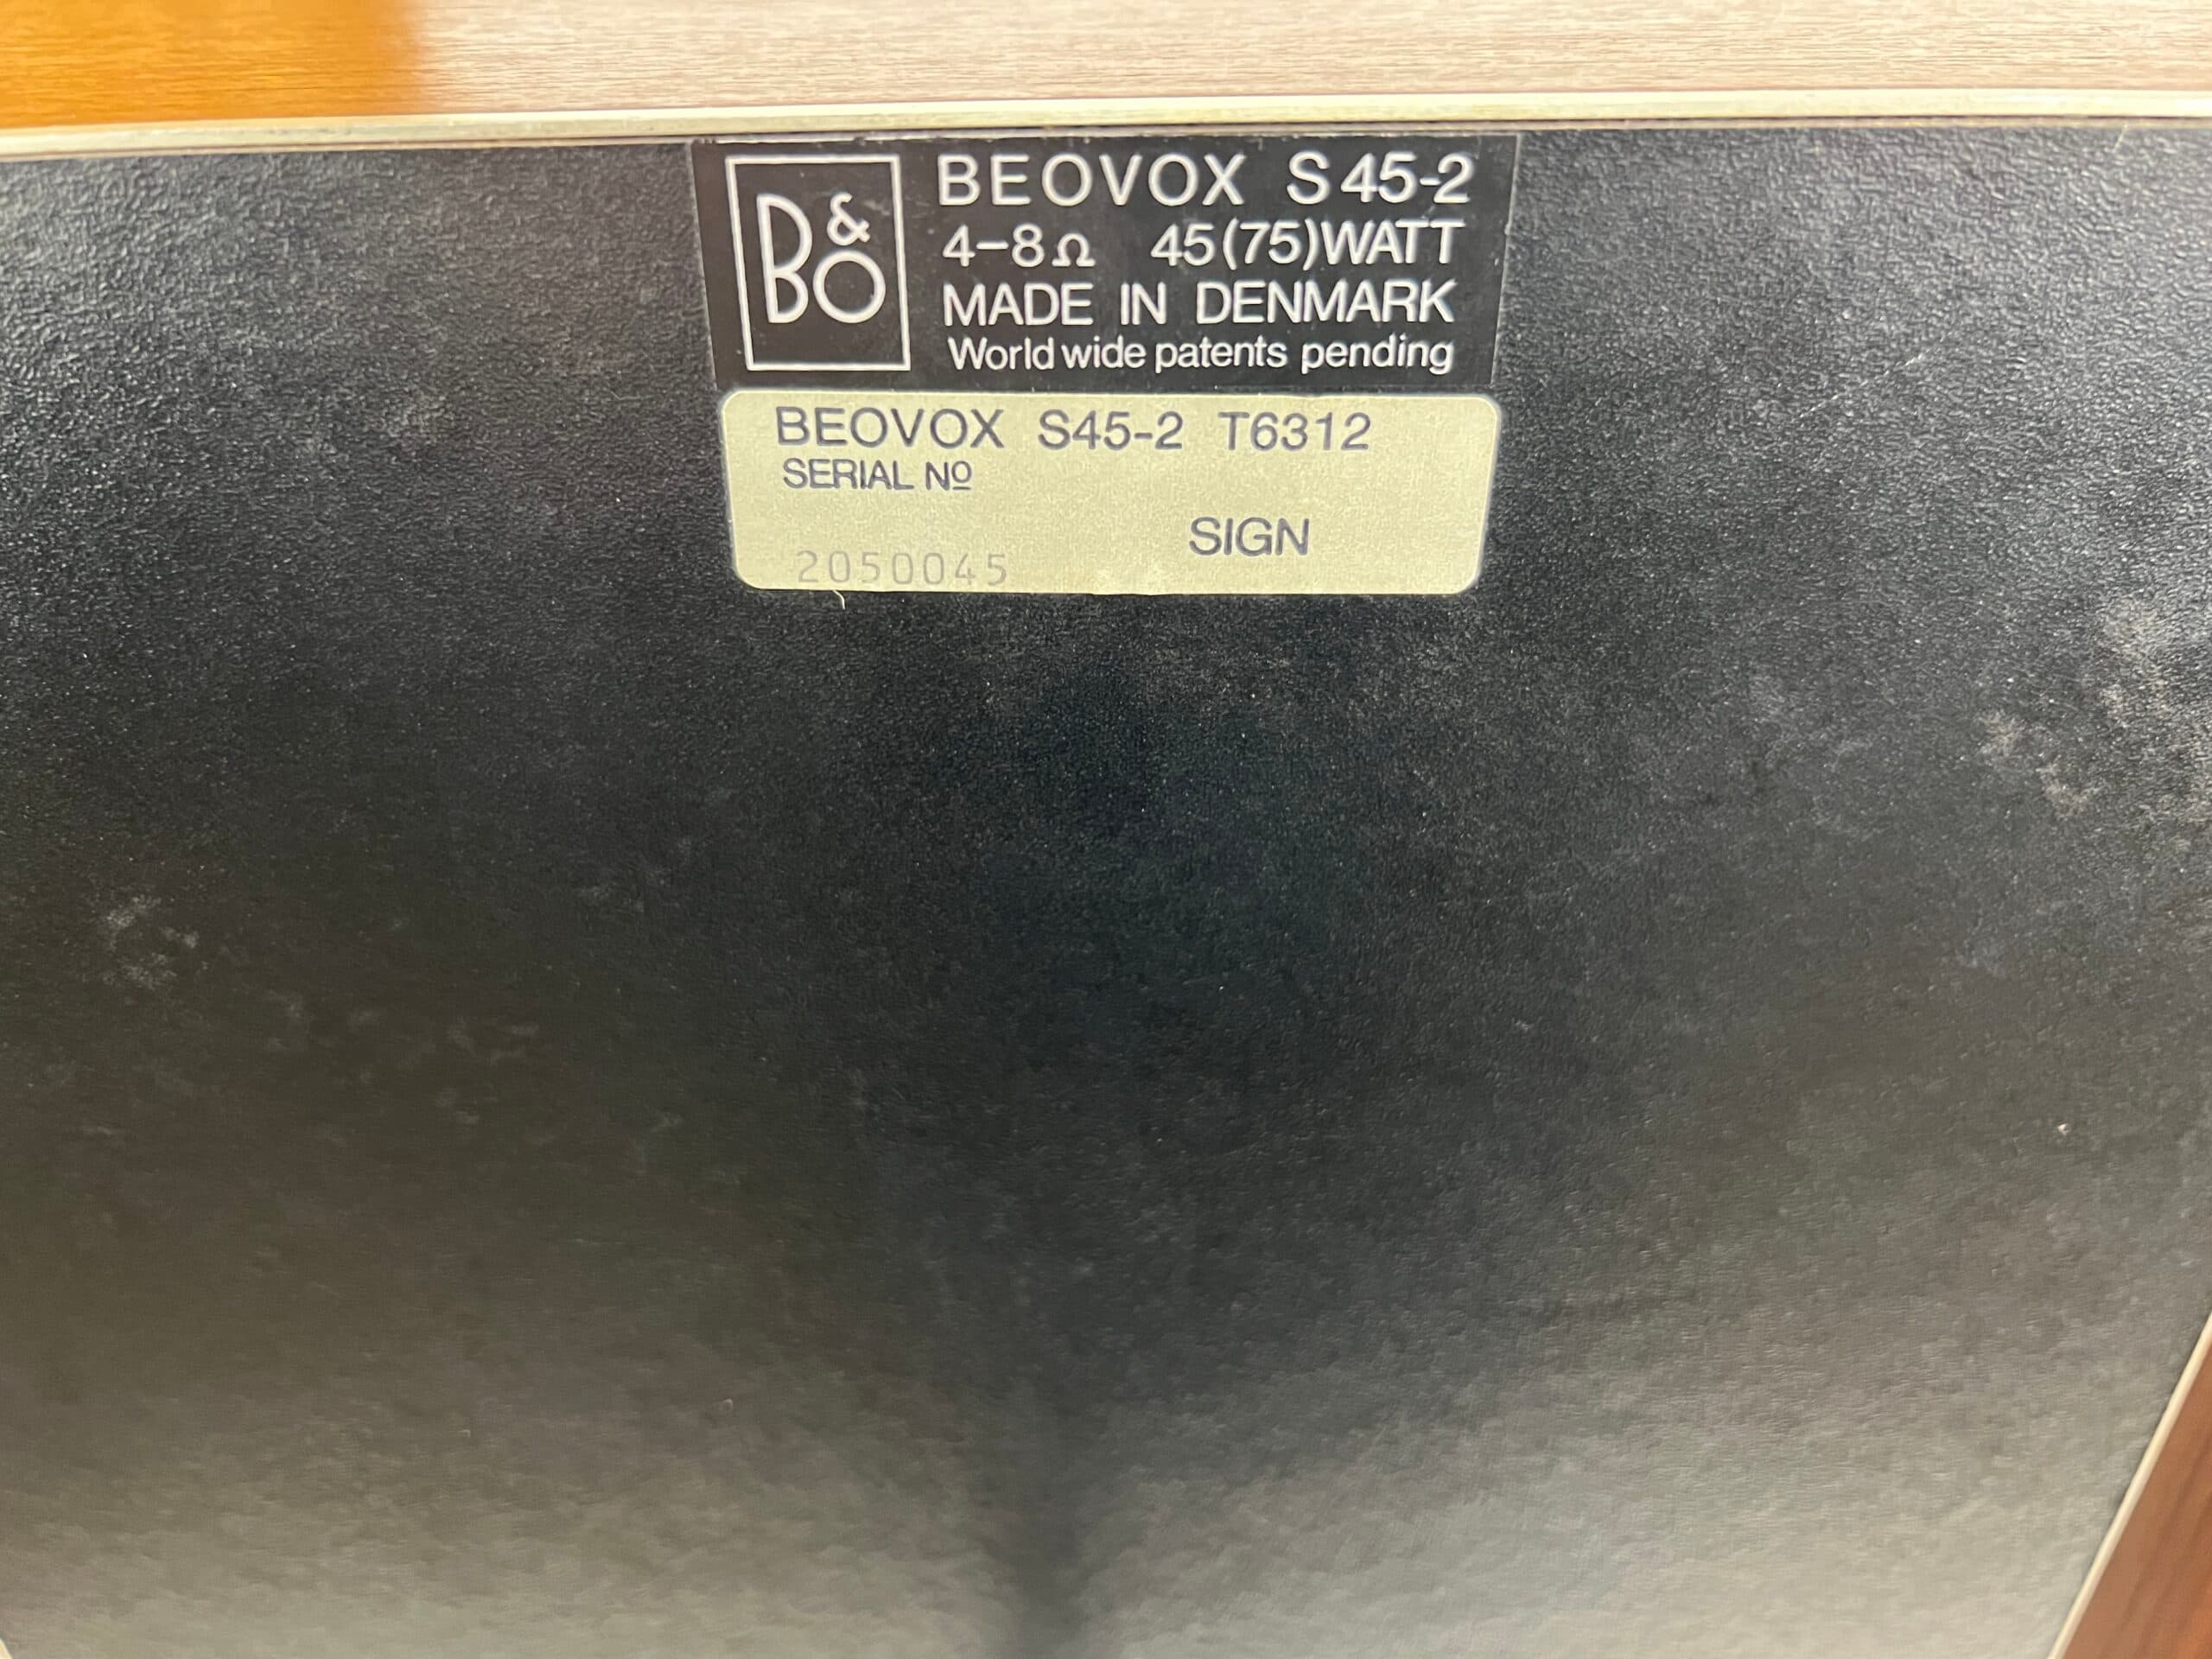 B&O
BEOVOX S45-2
4-8Ω 45(75)WATT
MADE IN DENMARK
World wide patents pending
BEOVOX S45-2 T6312
SERIAL Nº
SIGN
2050045